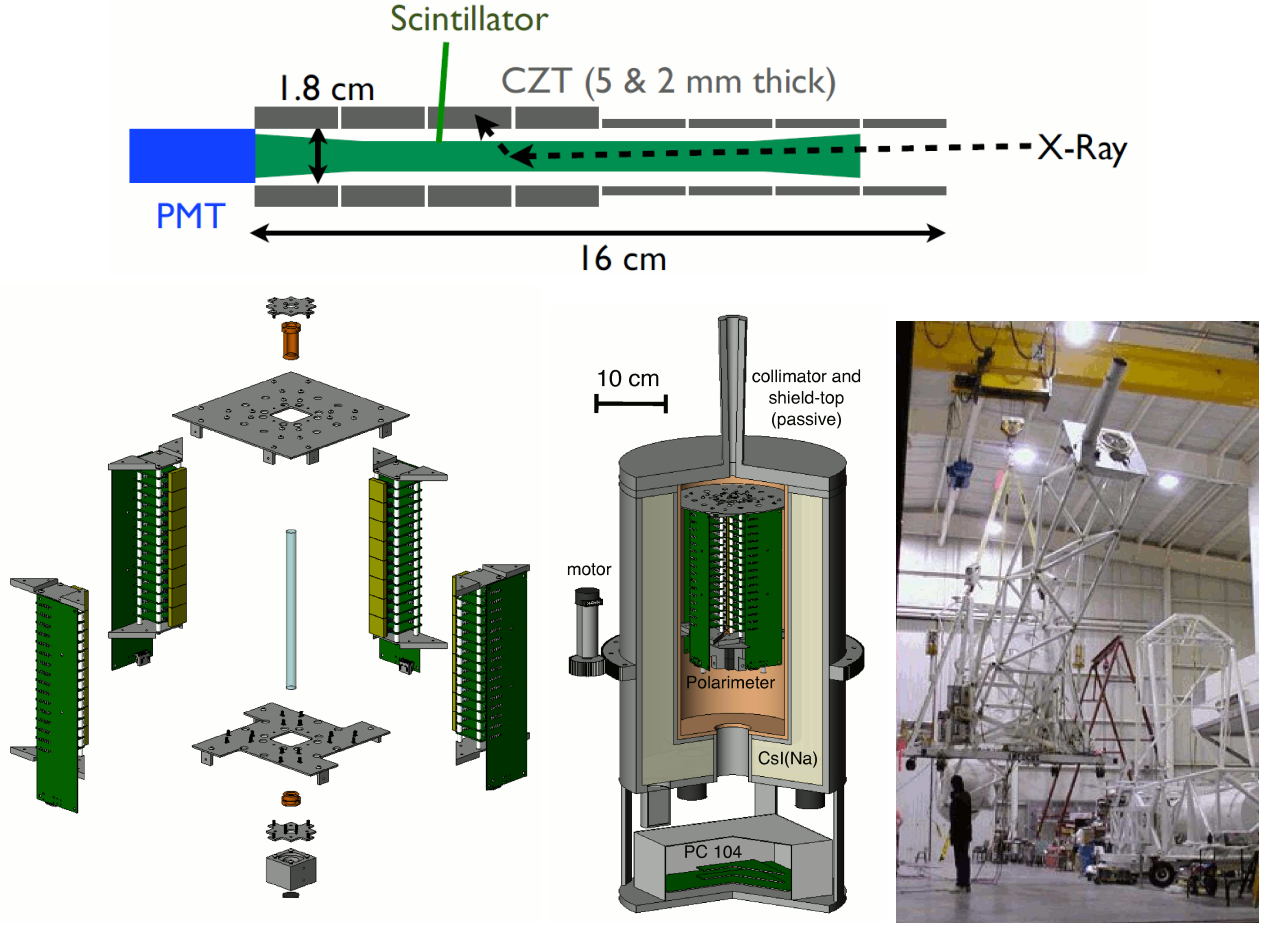 Scintillator
1.8 cm
CZT (5 & 2 mm thick)
X-Ray
PMT
16 cm
10 cm
collimator and
shield-top
(passive)
motor
Polarimeter
CsI(Na)
PC 104